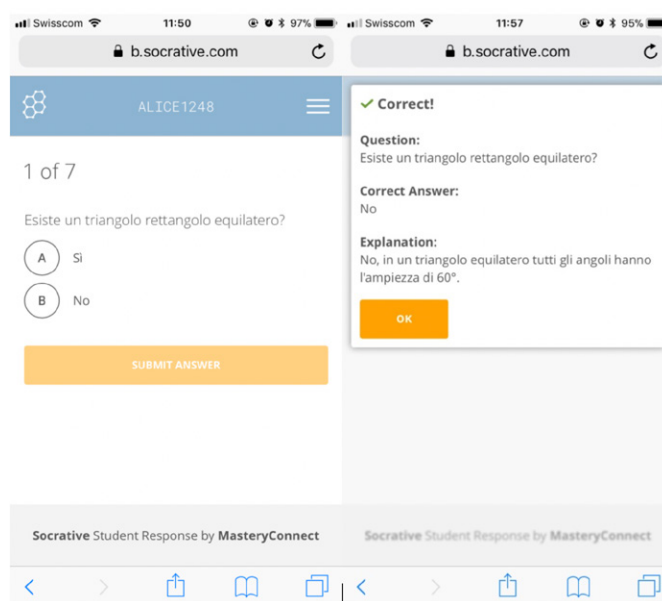 Swisscom 11:50 97%
b.socrative.com
ALICE1248
1 of 7
Esiste un triangolo rettangolo equilatero?
A Sì
B No
SUBMIT ANSWER
Socrative Student Response by MasteryConnect
Swisscom 11:57 95%
b.socrative.com
Correct!
Question:
Esiste un triangolo rettangolo equilatero?
Correct Answer:
No
Explanation:
No, in un triangolo equilatero tutti gli angoli hanno
l'ampiezza di 60°.
OK
Socrative Student Response by MasteryConnect